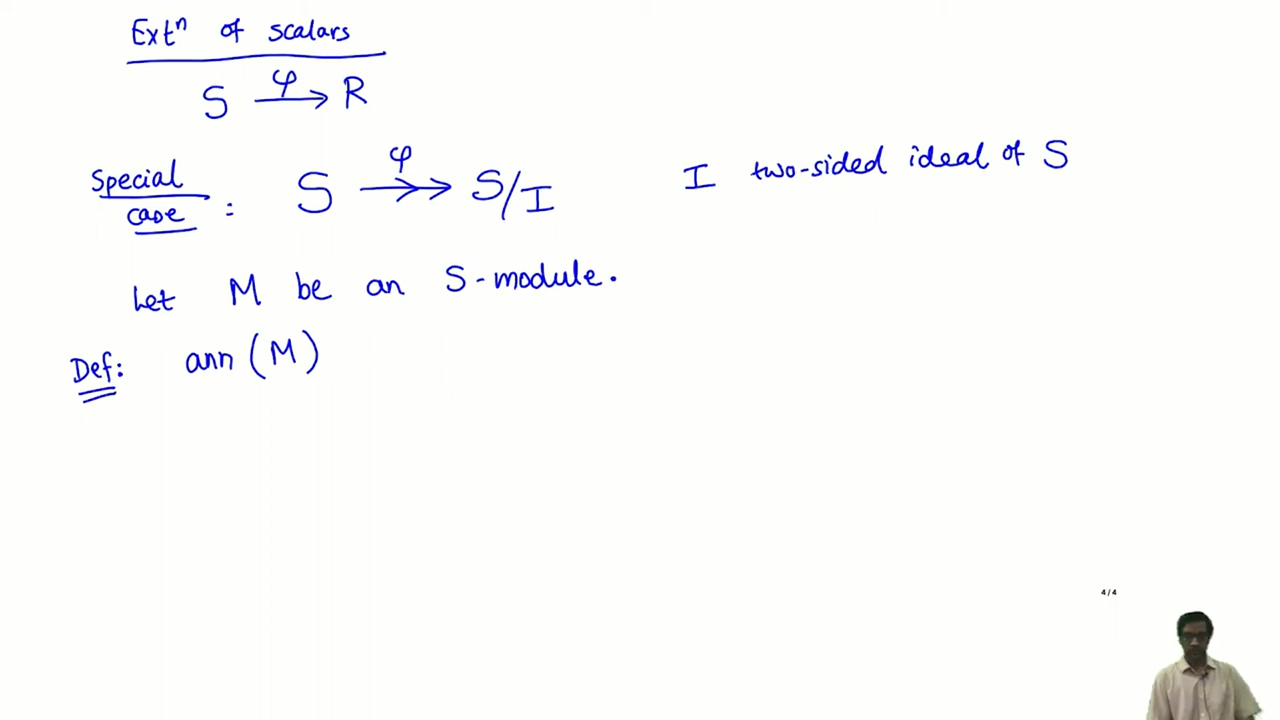 Extⁿ of scalars
S →^φ R
Special case : S ↠^φ S/I I two-sided ideal of S
Let M be an S-module.
Def: ann (M)
4/4